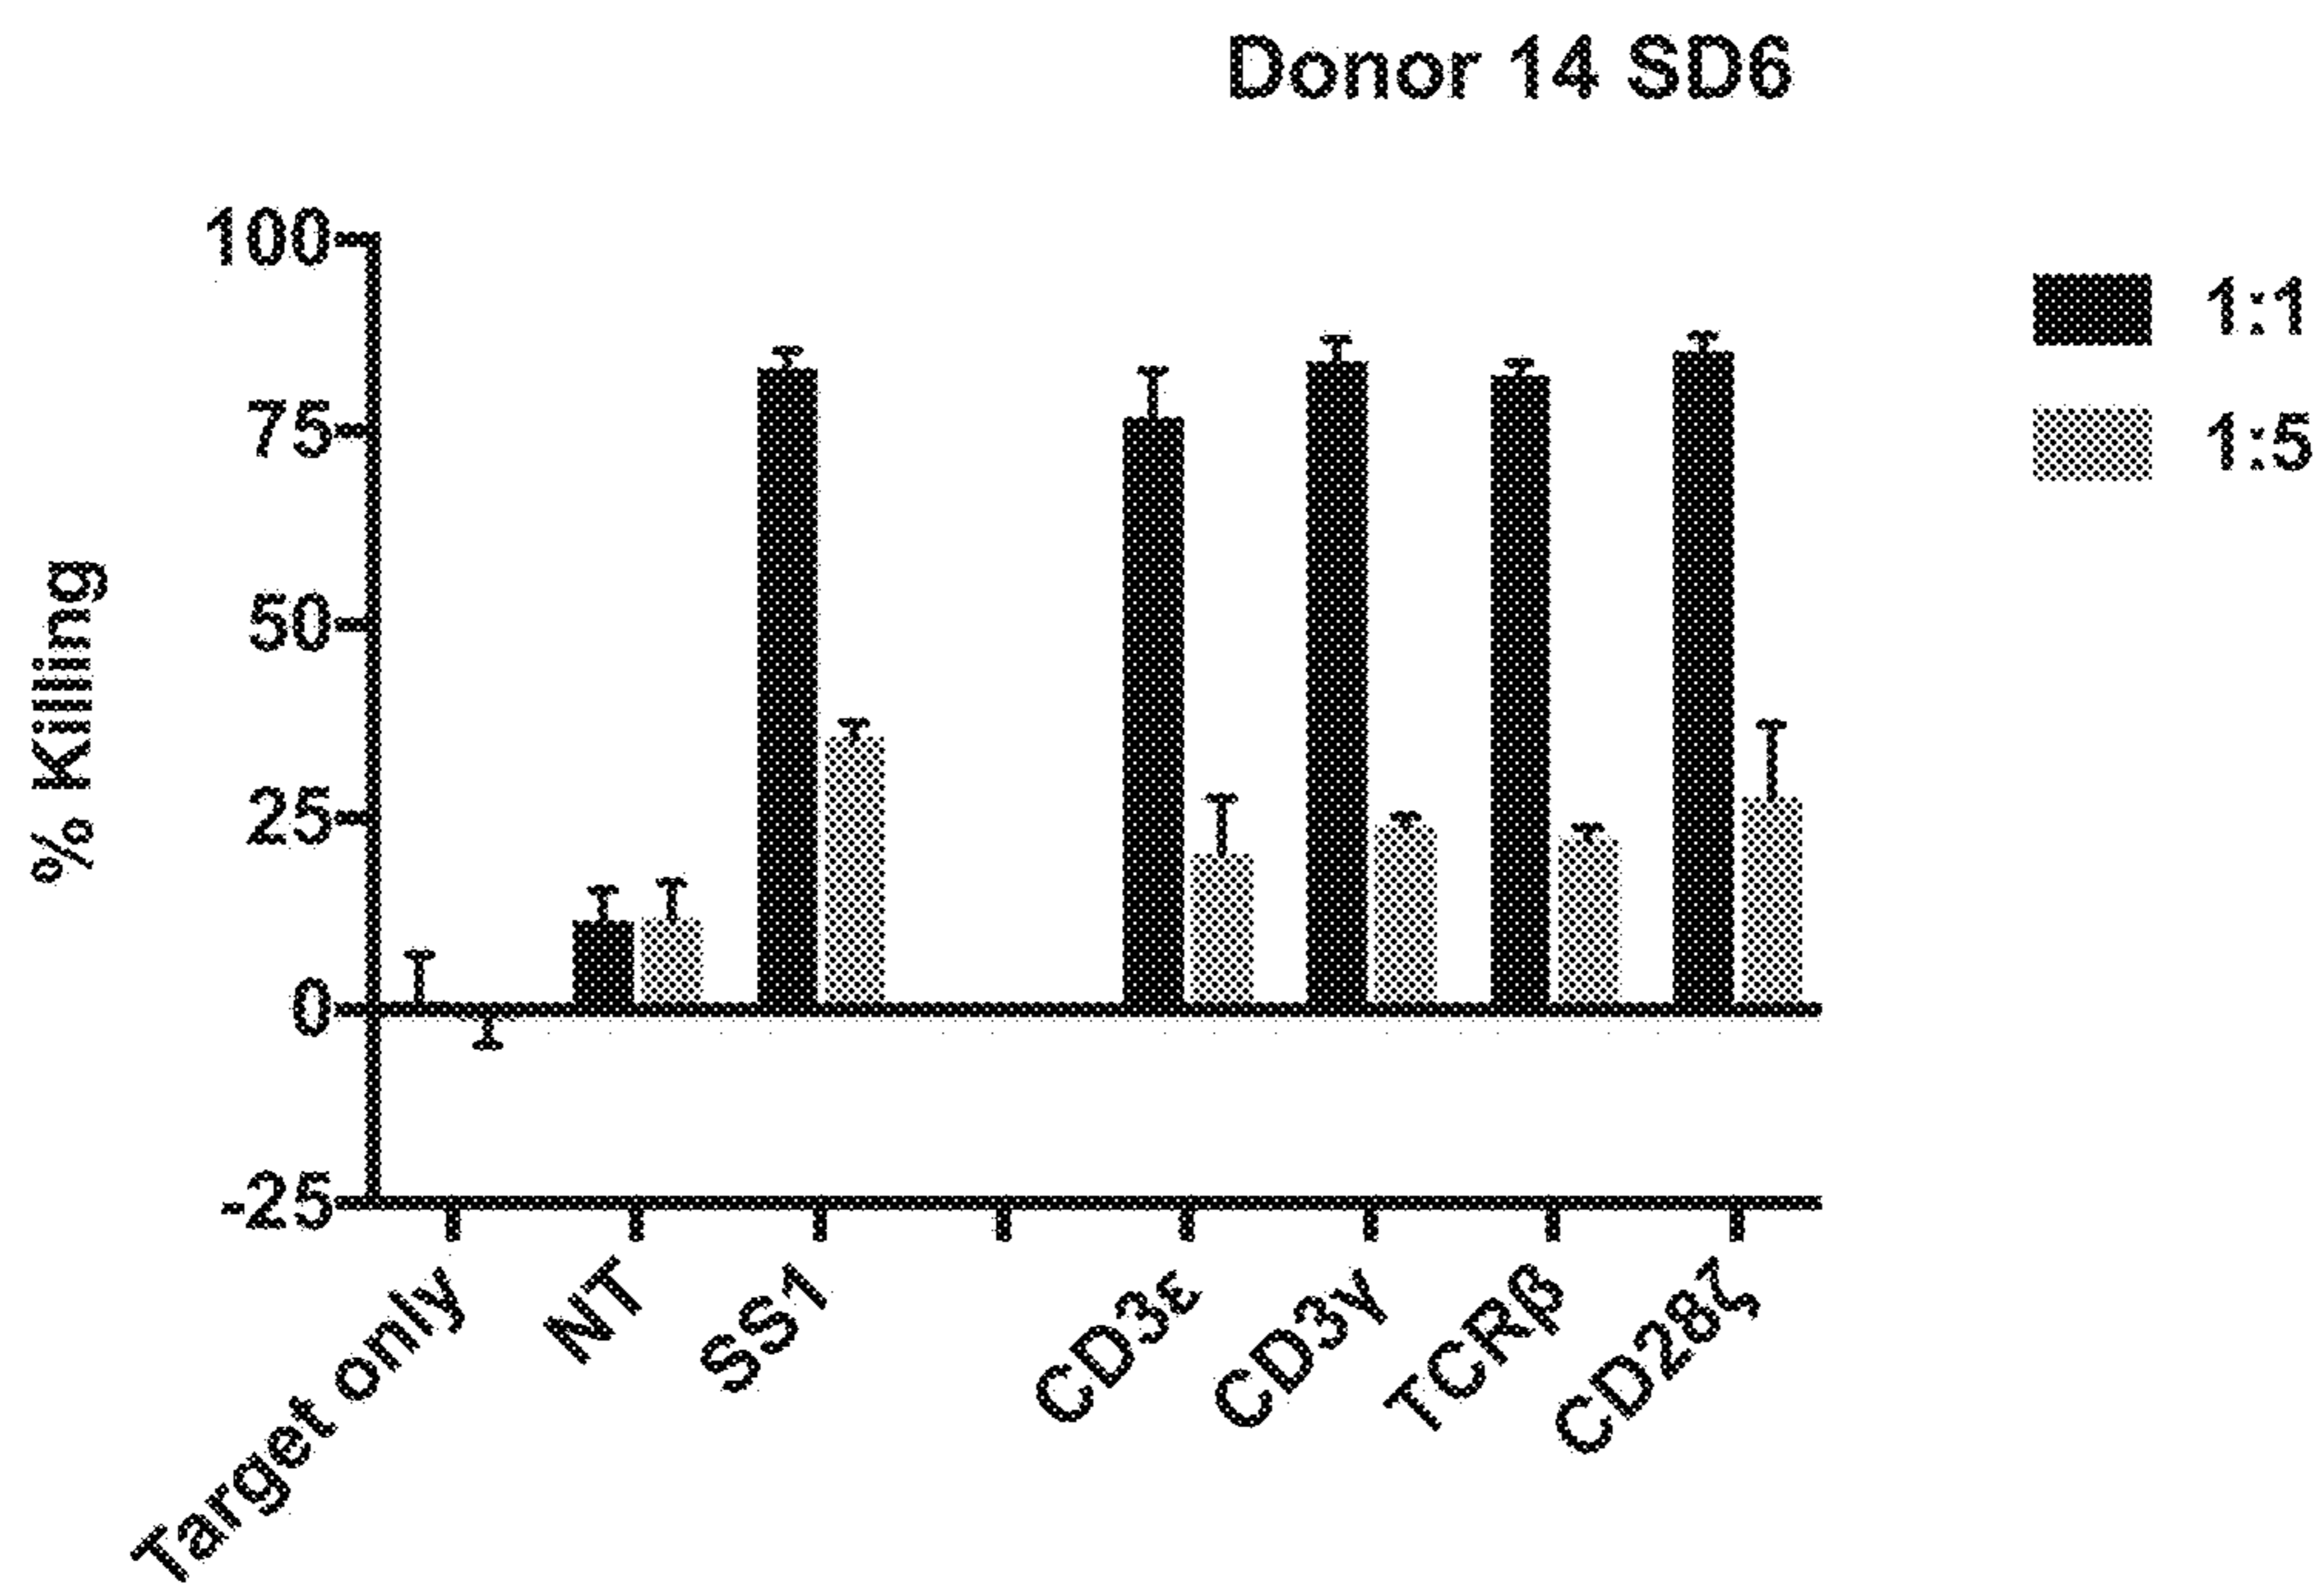 Donor 14 SD6
100
75
50
25
0
-25
% Killing
1:1
1:5
Target only
NT
SS1
CD3ε
CD3γ
TCRβ
CD28ζ